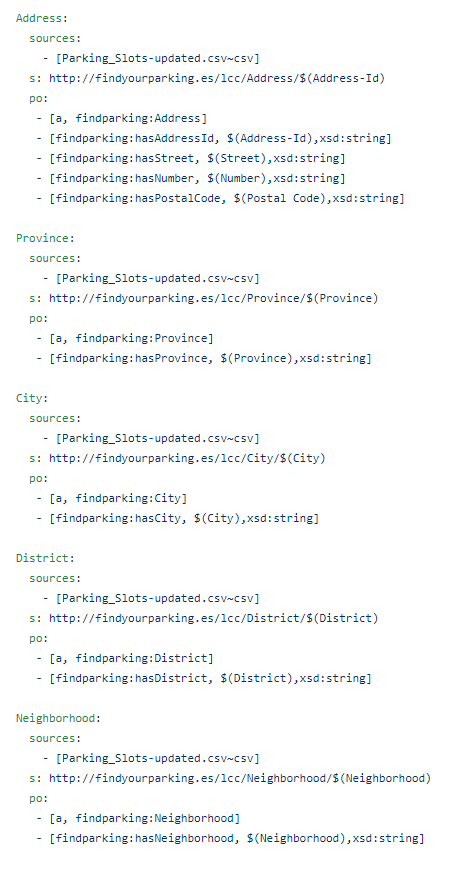 Address:
  sources:
    - [Parking_Slots-updated.csv~csv]
  s: http://findyourparking.es/lcc/Address/$(Address-Id)
  po:
   - [a, findparking:Address]
   - [findparking:hasAddressId, $(Address-Id),xsd:string]
   - [findparking:hasStreet, $(Street),xsd:string]
   - [findparking:hasNumber, $(Number),xsd:string]
   - [findparking:hasPostalCode, $(Postal Code),xsd:string]

Province:
  sources:
    - [Parking_Slots-updated.csv~csv]
  s: http://findyourparking.es/lcc/Province/$(Province)
  po:
   - [a, findparking:Province]
   - [findparking:hasProvince, $(Province),xsd:string]

City:
  sources:
    - [Parking_Slots-updated.csv~csv]
  s: http://findyourparking.es/lcc/City/$(City)
  po:
   - [a, findparking:City]
   - [findparking:hasCity, $(City),xsd:string]

District:
  sources:
    - [Parking_Slots-updated.csv~csv]
  s: http://findyourparking.es/lcc/District/$(District)
  po:
   - [a, findparking:District]
   - [findparking:hasDistrict, $(District),xsd:string]

Neighborhood:
  sources:
    - [Parking_Slots-updated.csv~csv]
  s: http://findyourparking.es/lcc/Neighborhood/$(Neighborhood)
  po:
   - [a, findparking:Neighborhood]
   - [findparking:hasNeighborhood, $(Neighborhood),xsd:string]